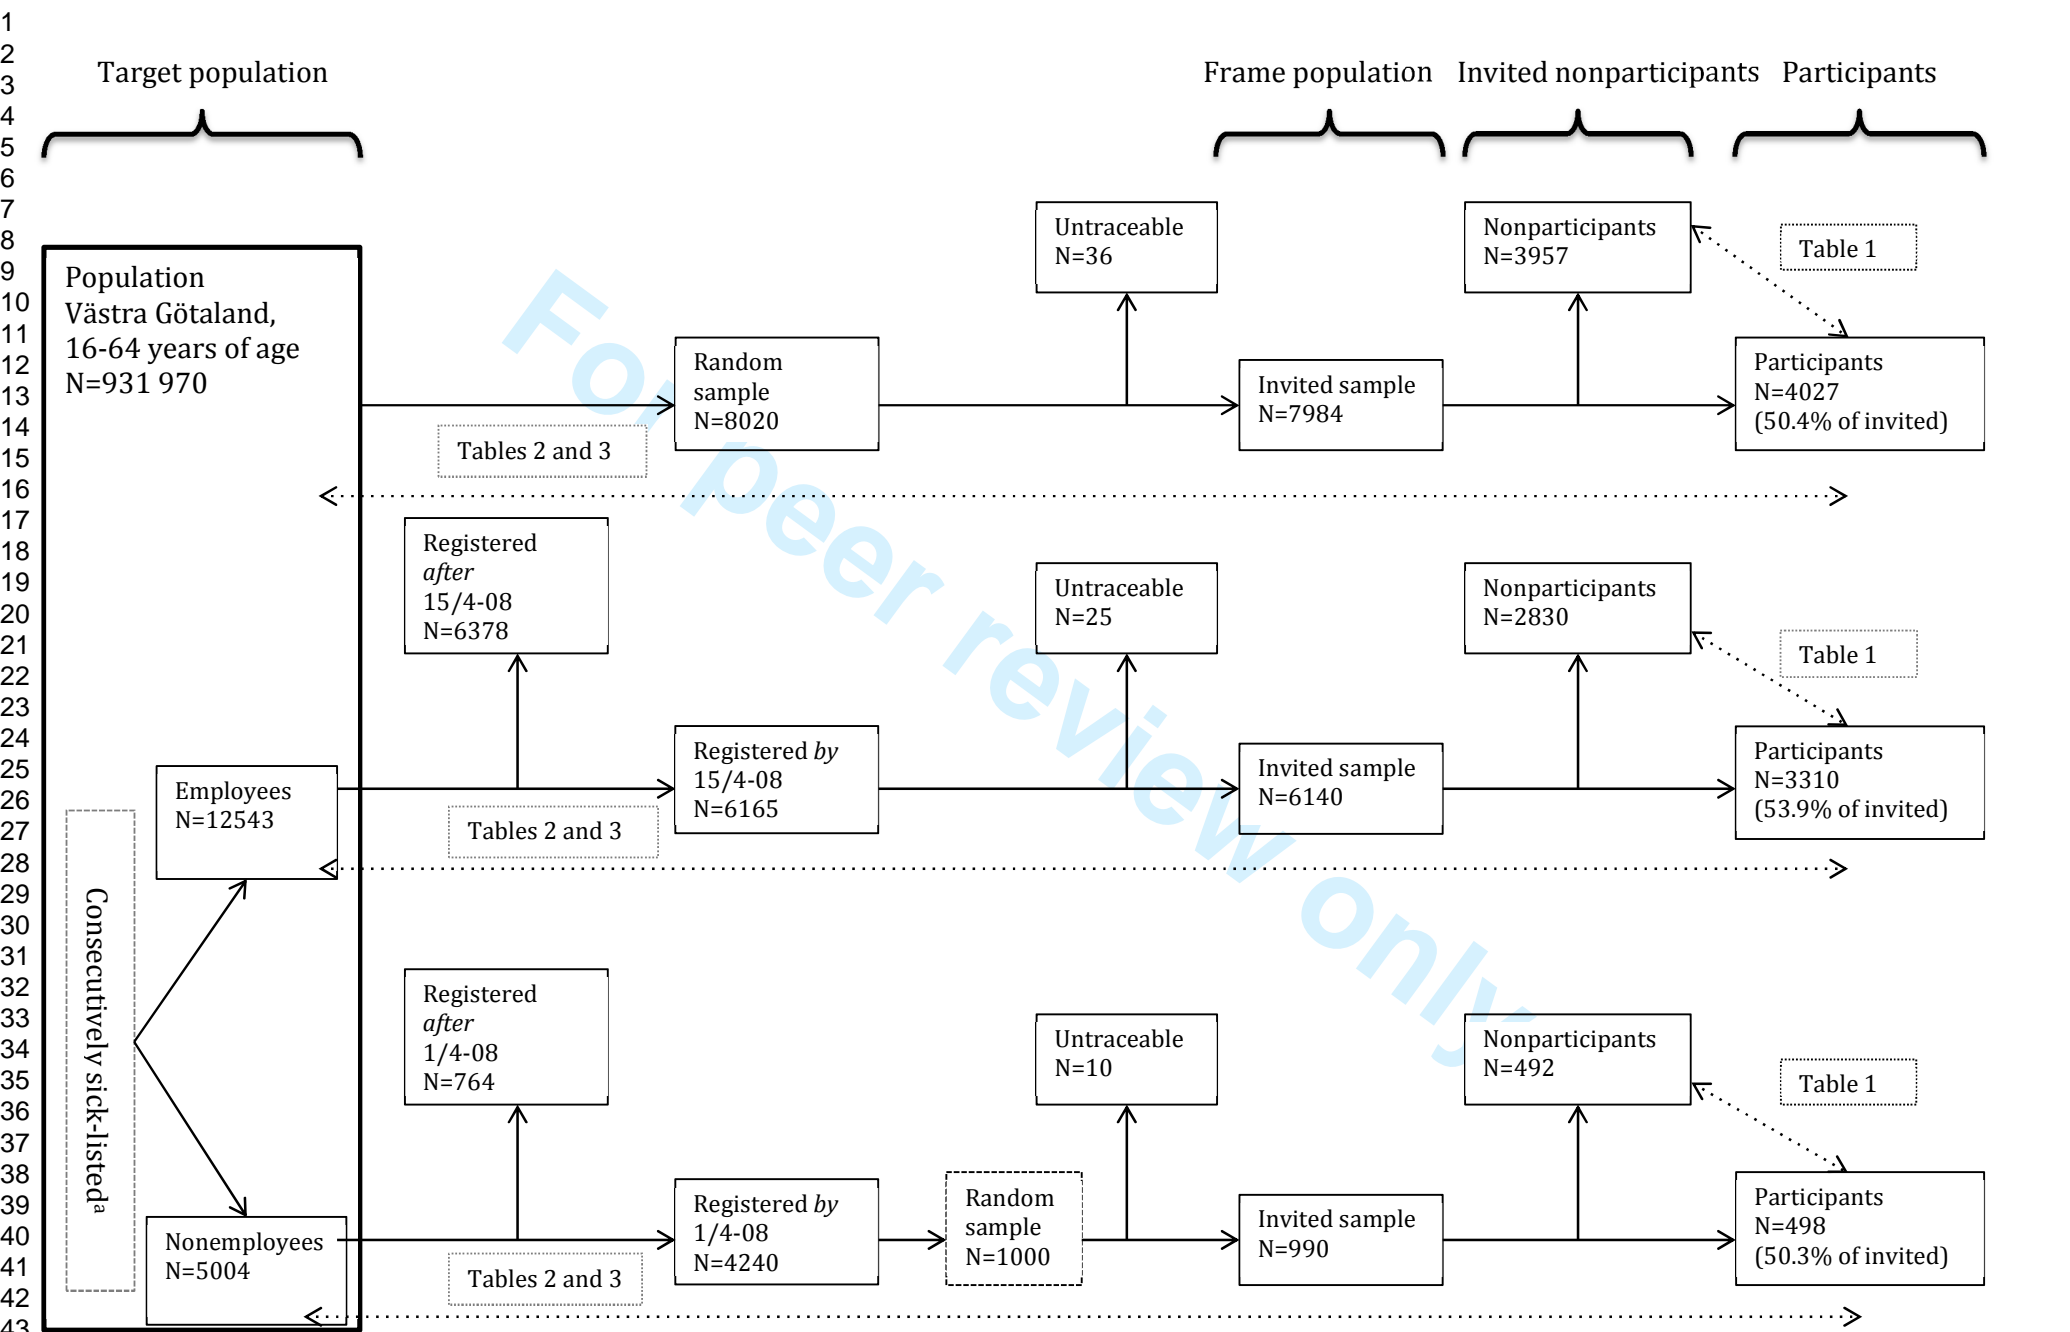 1
2
3
4
5
6
7
8
9
10
11
12
13
14
15
16
17
18
19
20
21
22
23
24
25
26
27
28
29
30
31
32
33
34
35
36
37
38
39
40
41
42
43
Target population
Frame population
Invited nonparticipants
Participants
Population
Västra Götaland,
16-64 years of age
N=931 970
Random
sample
N=8020
Untraceable
N=36
Invited sample
N=7984
Nonparticipants
N=3957
Table 1
Participants
N=4027
(50.4% of invited)
Tables 2 and 3
Registered
after
15/4-08
N=6378
Employees
N=12543
Registered by
15/4-08
N=6165
Untraceable
N=25
Invited sample
N=6140
Nonparticipants
N=2830
Table 1
Participants
N=3310
(53.9% of invited)
Tables 2 and 3
Consecutively sick-listedª
Registered
after
1/4-08
N=764
Nonemployees
N=5004
Registered by
1/4-08
N=4240
Random
sample
N=1000
Untraceable
N=10
Invited sample
N=990
Nonparticipants
N=492
Table 1
Participants
N=498
(50.3% of invited)
Tables 2 and 3
For peer review only